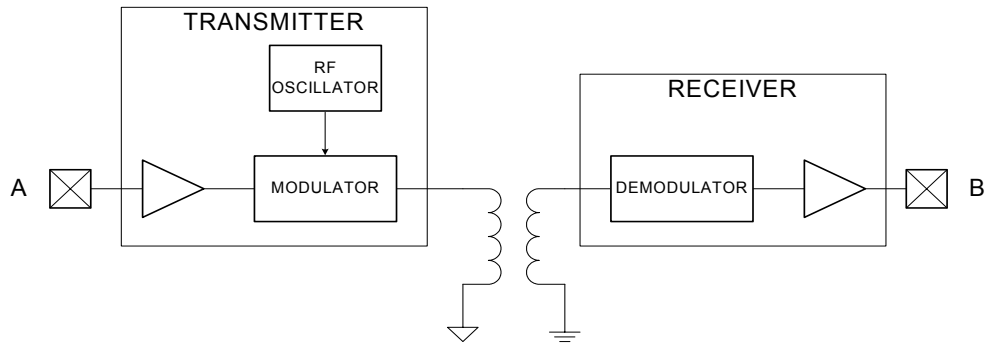 TRANSMITTER
RF
OSCILLATOR
RECEIVER
A
MODULATOR
DEMODULATOR
B